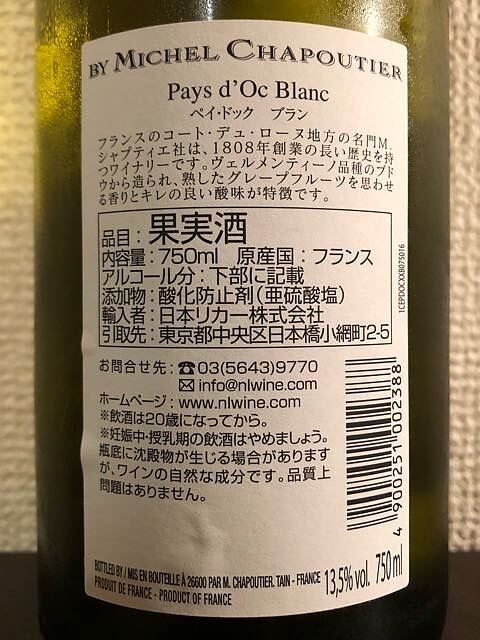 BY MICHEL CHAPOUTIER
Pays d'Oc Blanc
ペイ・ドック ブラン
フランスのコート・デュ・ローヌ地方の名門M.
シャプティエ社は、1808年創業の長い歴史を持
つワイナリーです。ヴェルメンティーノ品種のブド
ウから造られ、熟したグレープフルーツを思わせ
る香りとキレの良い酸味が特徴です。
品目：果実酒
内容量：750ml 原産国：フランス
アルコール分：下部に記載
添加物：酸化防止剤（亜硫酸塩）
輸入者：日本リカー株式会社
引取先：東京都中央区日本橋小網町2-5
お問合せ先：☎03(5643)9770
✉info@nlwine.com
ホームページ：www.nlwine.com
※飲酒は20歳になってから。
※妊娠中・授乳期の飲酒はやめましょう。
瓶底に沈殿物が生じる場合があります
が、ワインの自然な成分です。品質上
問題はありません。
1CEPDOCXXB075016
4 900251 002388
BOTTLED BY / MIS EN BOUTEILLE À 26600 PAR M. CHAPOUTIER. TAIN - FRANCE
PRODUIT DE FRANCE - PRODUCT OF FRANCE
13,5% vol. 750 ml